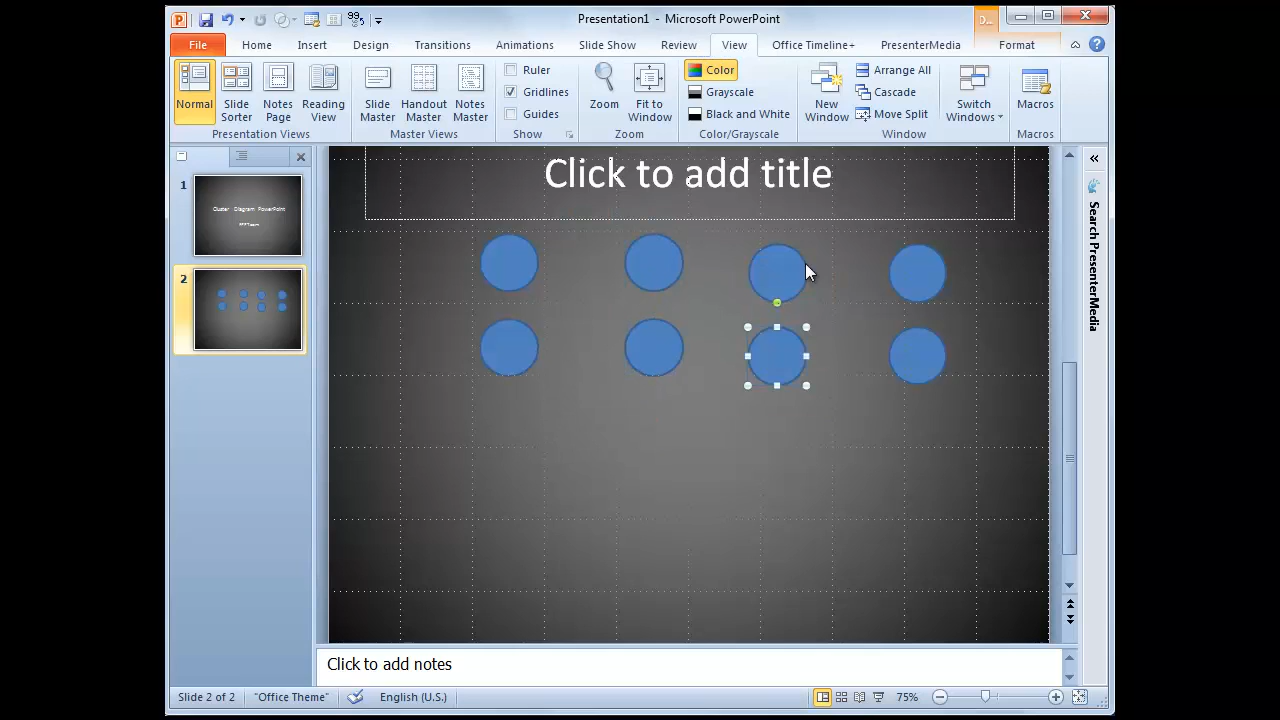 Presentation1 - Microsoft PowerPoint
D...
File Home Insert Design Transitions Animations Slide Show Review View Office Timeline+ PresenterMedia Format
Normal
Slide Sorter
Notes Page
Reading View
Presentation Views
Slide Master
Handout Master
Notes Master
Master Views
Ruler
Gridlines
Guides
Show
Zoom
Fit to Window
Zoom
Color
Grayscale
Black and White
Color/Grayscale
New Window
Arrange All
Cascade
Move Split
Window
Switch Windows
Macros
Macros
1
Cluster Diagram PowerPoint
2
Click to add title
Search PresenterMedia
Click to add notes
Slide 2 of 2
"Office Theme"
English (U.S.)
75%